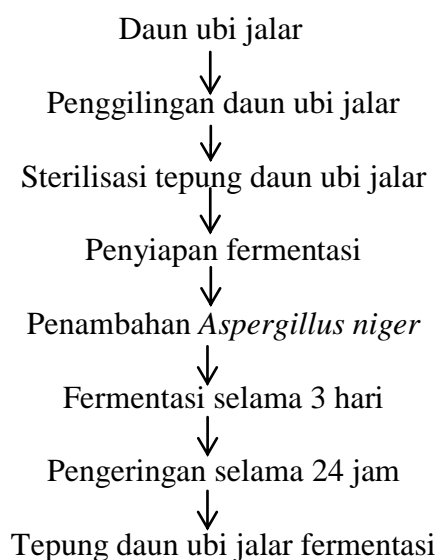 Daun ubi jalar
Penggilingan daun ubi jalar
Sterilisasi tepung daun ubi jalar
Penyiapan fermentasi
Penambahan Aspergillus niger
Fermentasi selama 3 hari
Pengeringan selama 24 jam
Tepung daun ubi jalar fermentasi